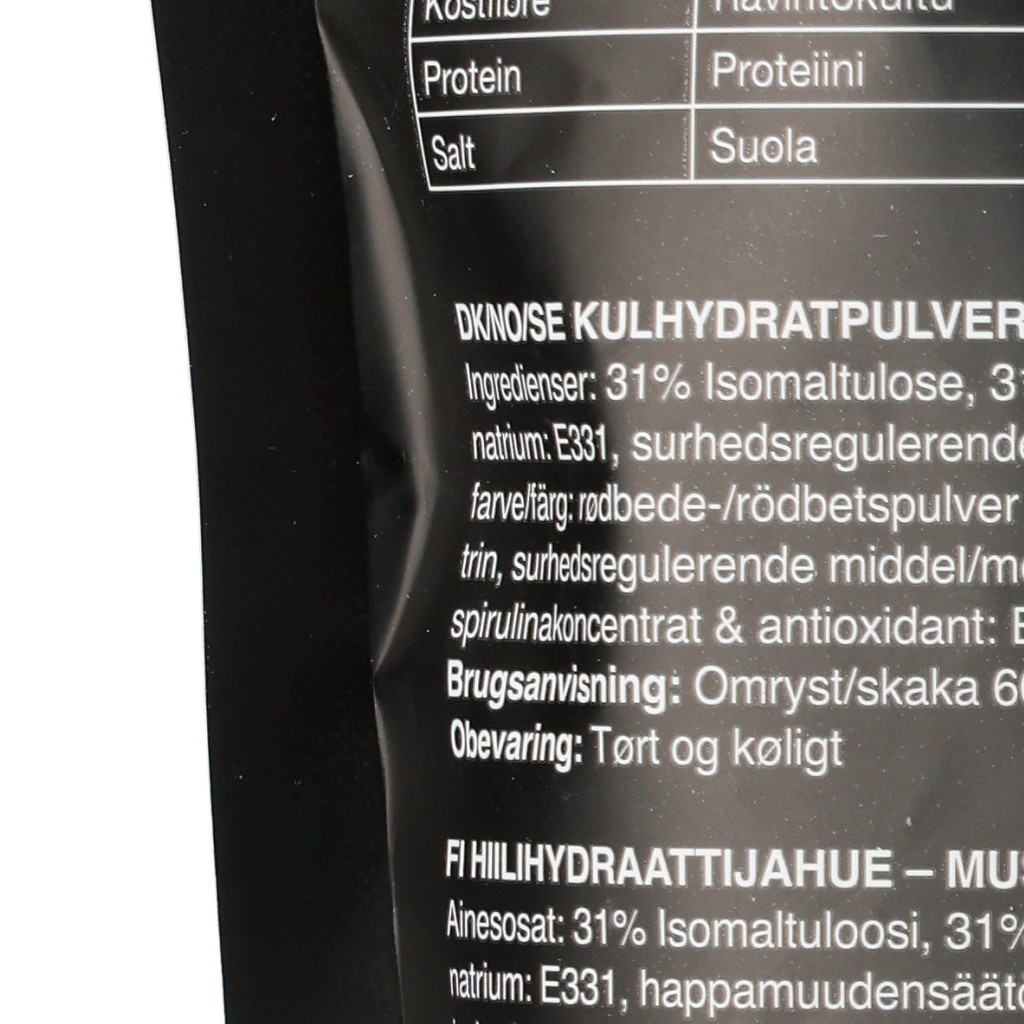 Kostfibre Ravintokuitu
Protein Proteiini
Salt Suola
DK/NO/SE KULHYDRATPULVER
Ingredienser: 31% Isomaltulose,
natrium: E331, surhedsregulerende
farve/färg: rødbede-/rödbetspulver
trin, surhedsregulerende middel/
spirulinakoncentrat & antioxidant:
Brugsanvisning: Omryst/skaka
Obevaring: Tørt og køligt
FI HIILIHYDRAATTIJAHUE –
Ainesosat: 31% Isomaltuloosi, 31%
natrium: E331,